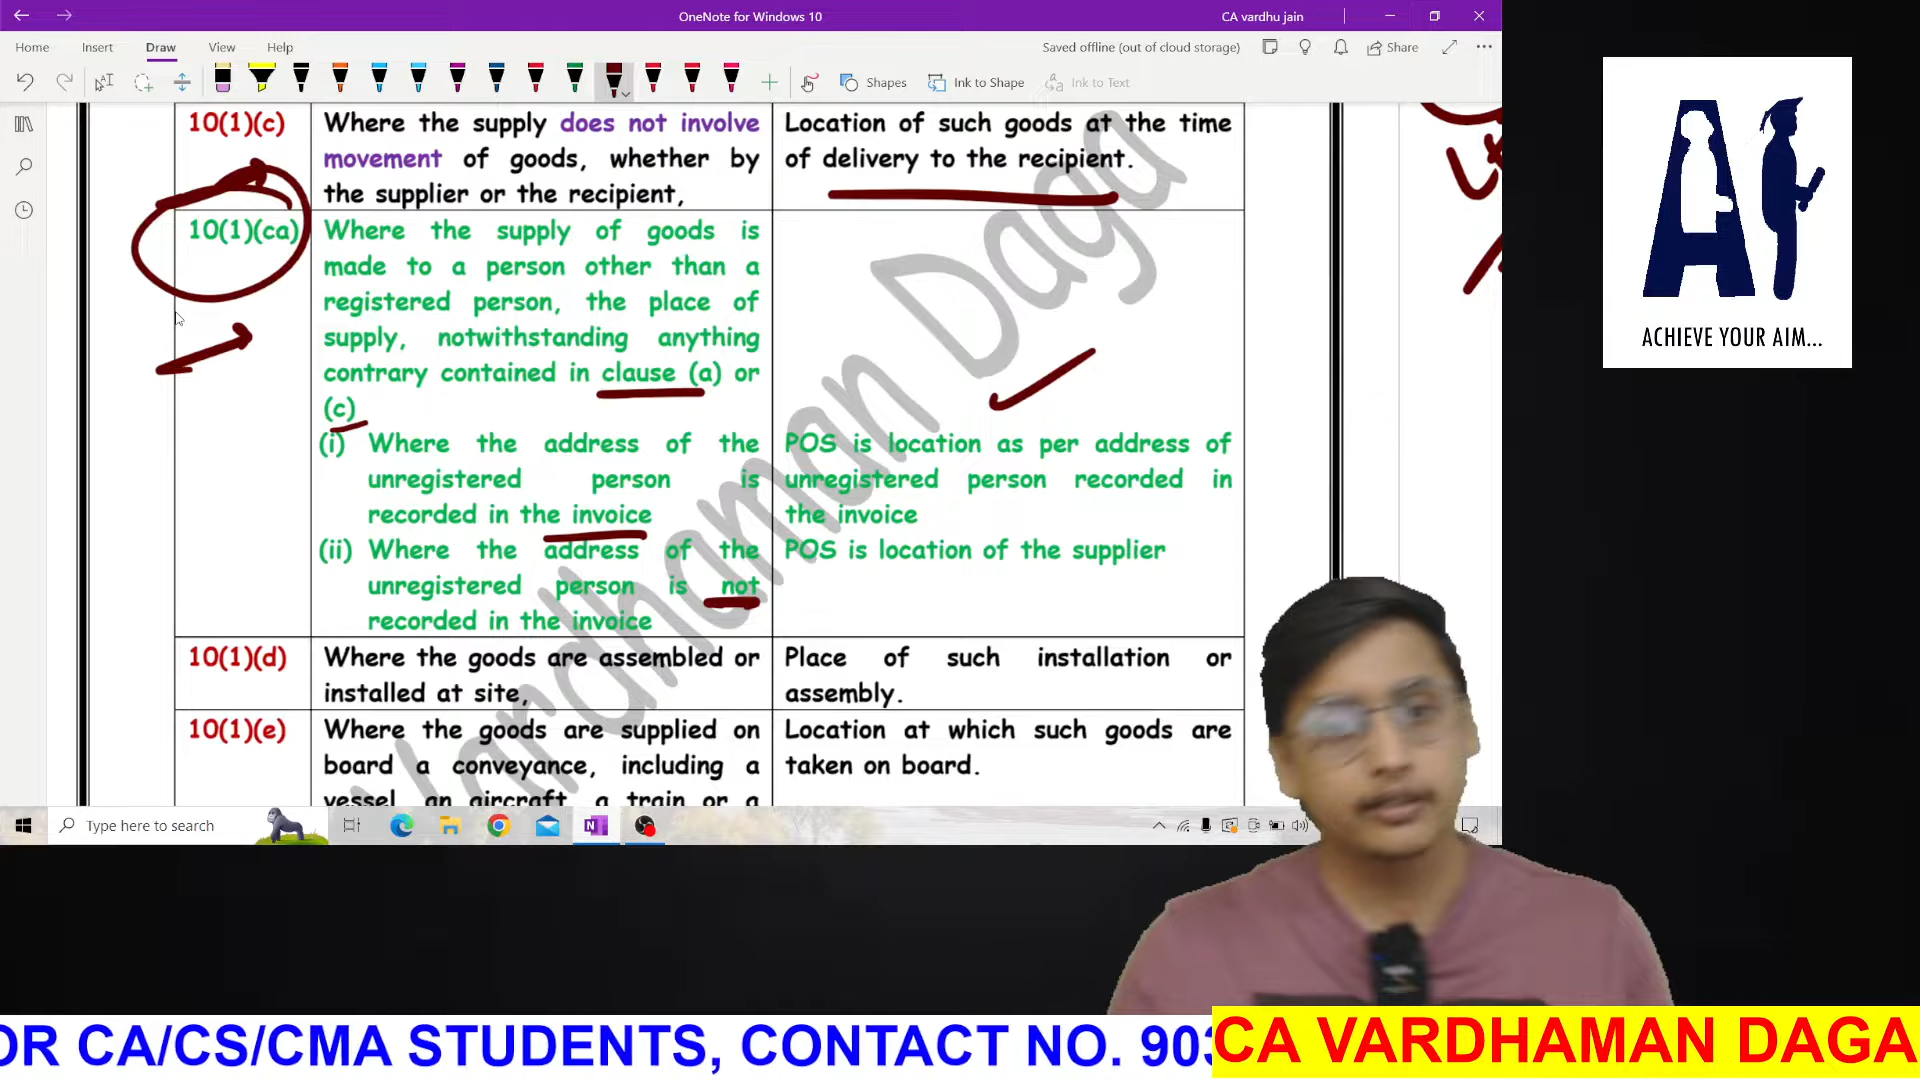 OneNote for Windows 10
CA vardhu jain
Home Insert Draw View Help
Saved offline (out of cloud storage)
Share
Shapes
Ink to Shape
Ink to Text
10(1)(c)
Where the supply does not involve
movement of goods, whether by
the supplier or the recipient,
Location of such goods at the time
of delivery to the recipient.
10(1)(ca)
Where the supply of goods is
made to a person other than a
registered person, the place of
supply, notwithstanding anything
contrary contained in clause (a) or
(c)
(i) Where the address of the
unregistered person is
recorded in the invoice
POS is location as per address of
unregistered person recorded in
the invoice
(ii) Where the address of the
unregistered person is not
recorded in the invoice
POS is location of the supplier
10(1)(d)
Where the goods are assembled or
installed at site,
Place of such installation or
assembly.
10(1)(e)
Where the goods are supplied on
board a conveyance, including a
vessel, an aircraft, a train or a
Location at which such goods are
taken on board.
Vardhaman Daga
Type here to search
ACHIEVE YOUR AIM...
OR CA/CS/CMA STUDENTS, CONTACT NO. 903
CA VARDHAMAN DAGA